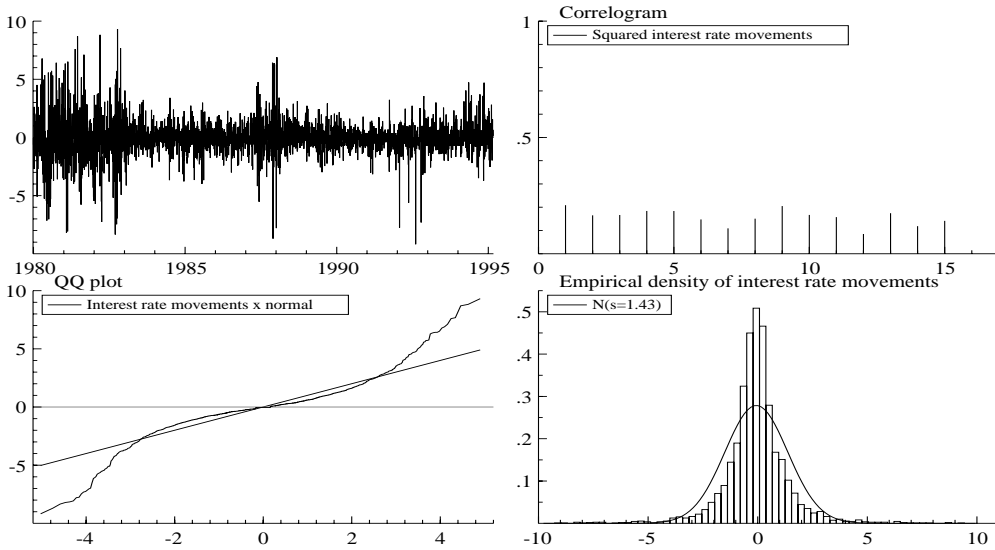 10
5
0
-5
1980 1985 1990 1995
Correlogram
Squared interest rate movements
1
.5
0 5 10 15
QQ plot
Interest rate movements x normal
10
5
0
-5
-4 -2 0 2 4
Empirical density of interest rate movements
N(s=1.43)
.5
.4
.3
.2
.1
-10 -5 0 5 10